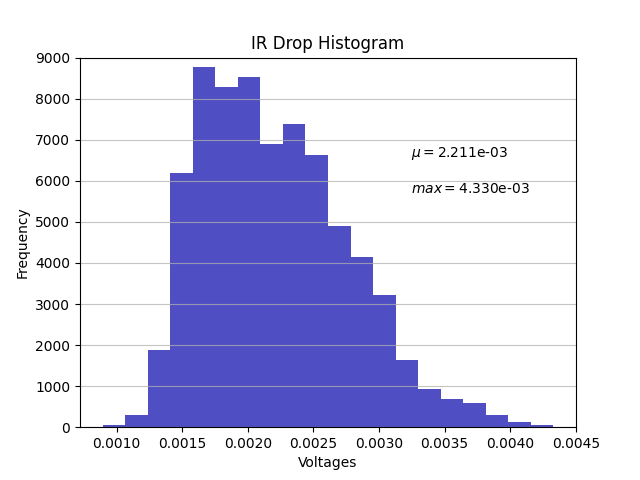 IR Drop Histogram
9000
8000
7000
6000
5000
4000
3000
2000
1000
0
Frequency
μ = 2.211e-03
max = 4.330e-03
0.0010 0.0015 0.0020 0.0025 0.0030 0.0035 0.0040 0.0045
Voltages